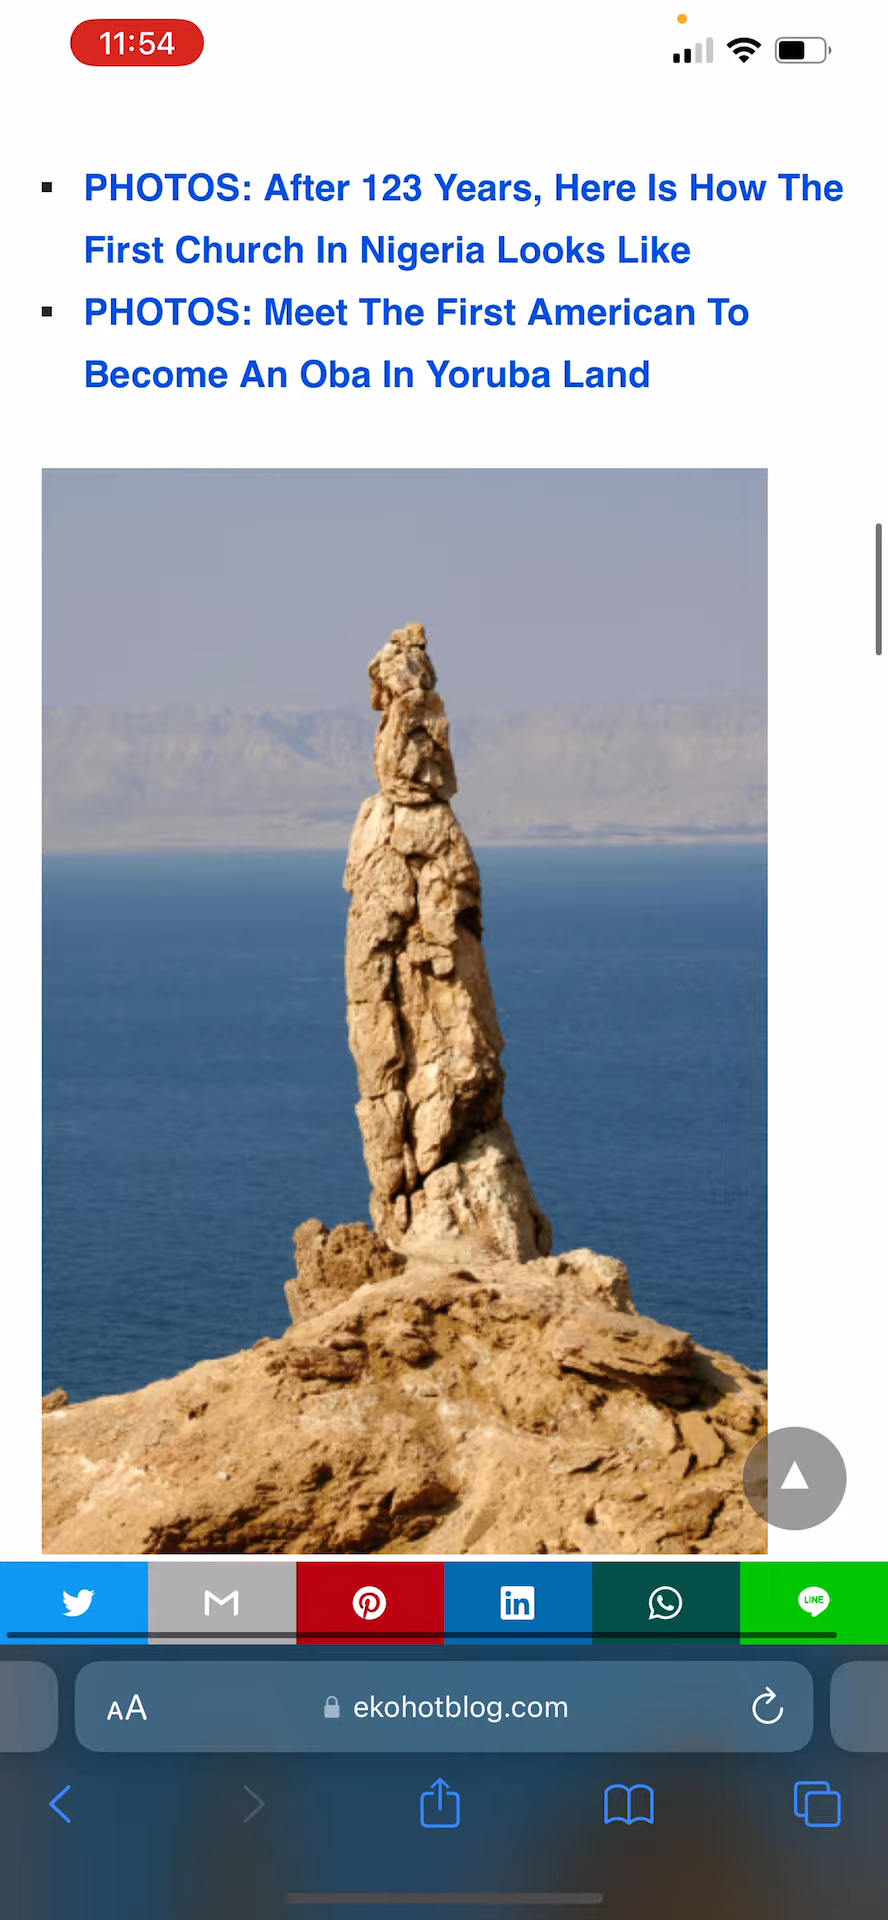 11:54
PHOTOS: After 123 Years, Here Is How The
First Church In Nigeria Looks Like
PHOTOS: Meet The First American To
Become An Oba In Yoruba Land
LINE
AA ekohotblog.com